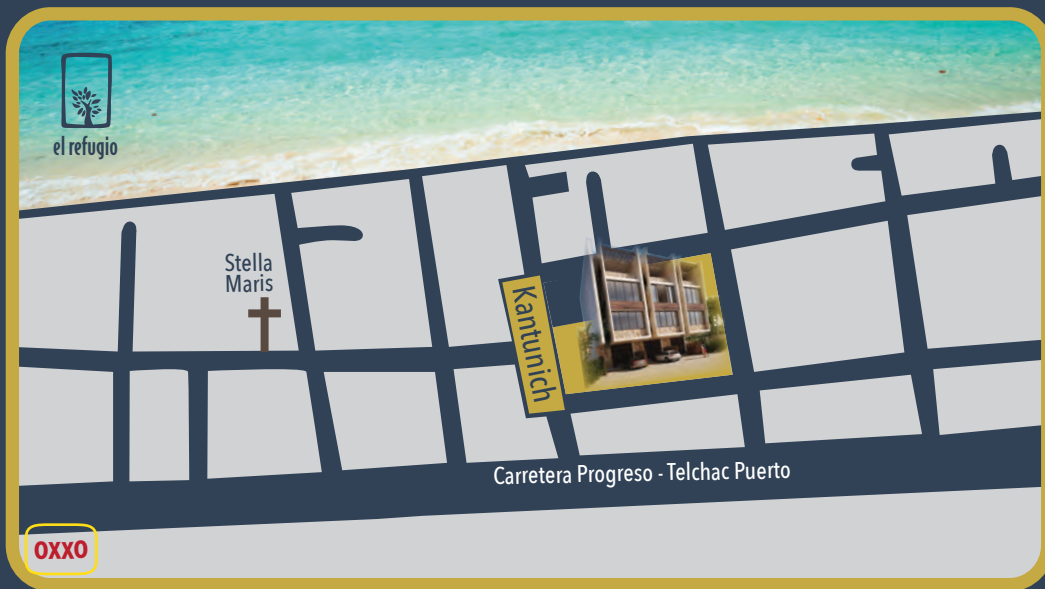 el refugio
Stella
Maris
Kantunich
Carretera Progreso - Telchac Puerto
OXXO